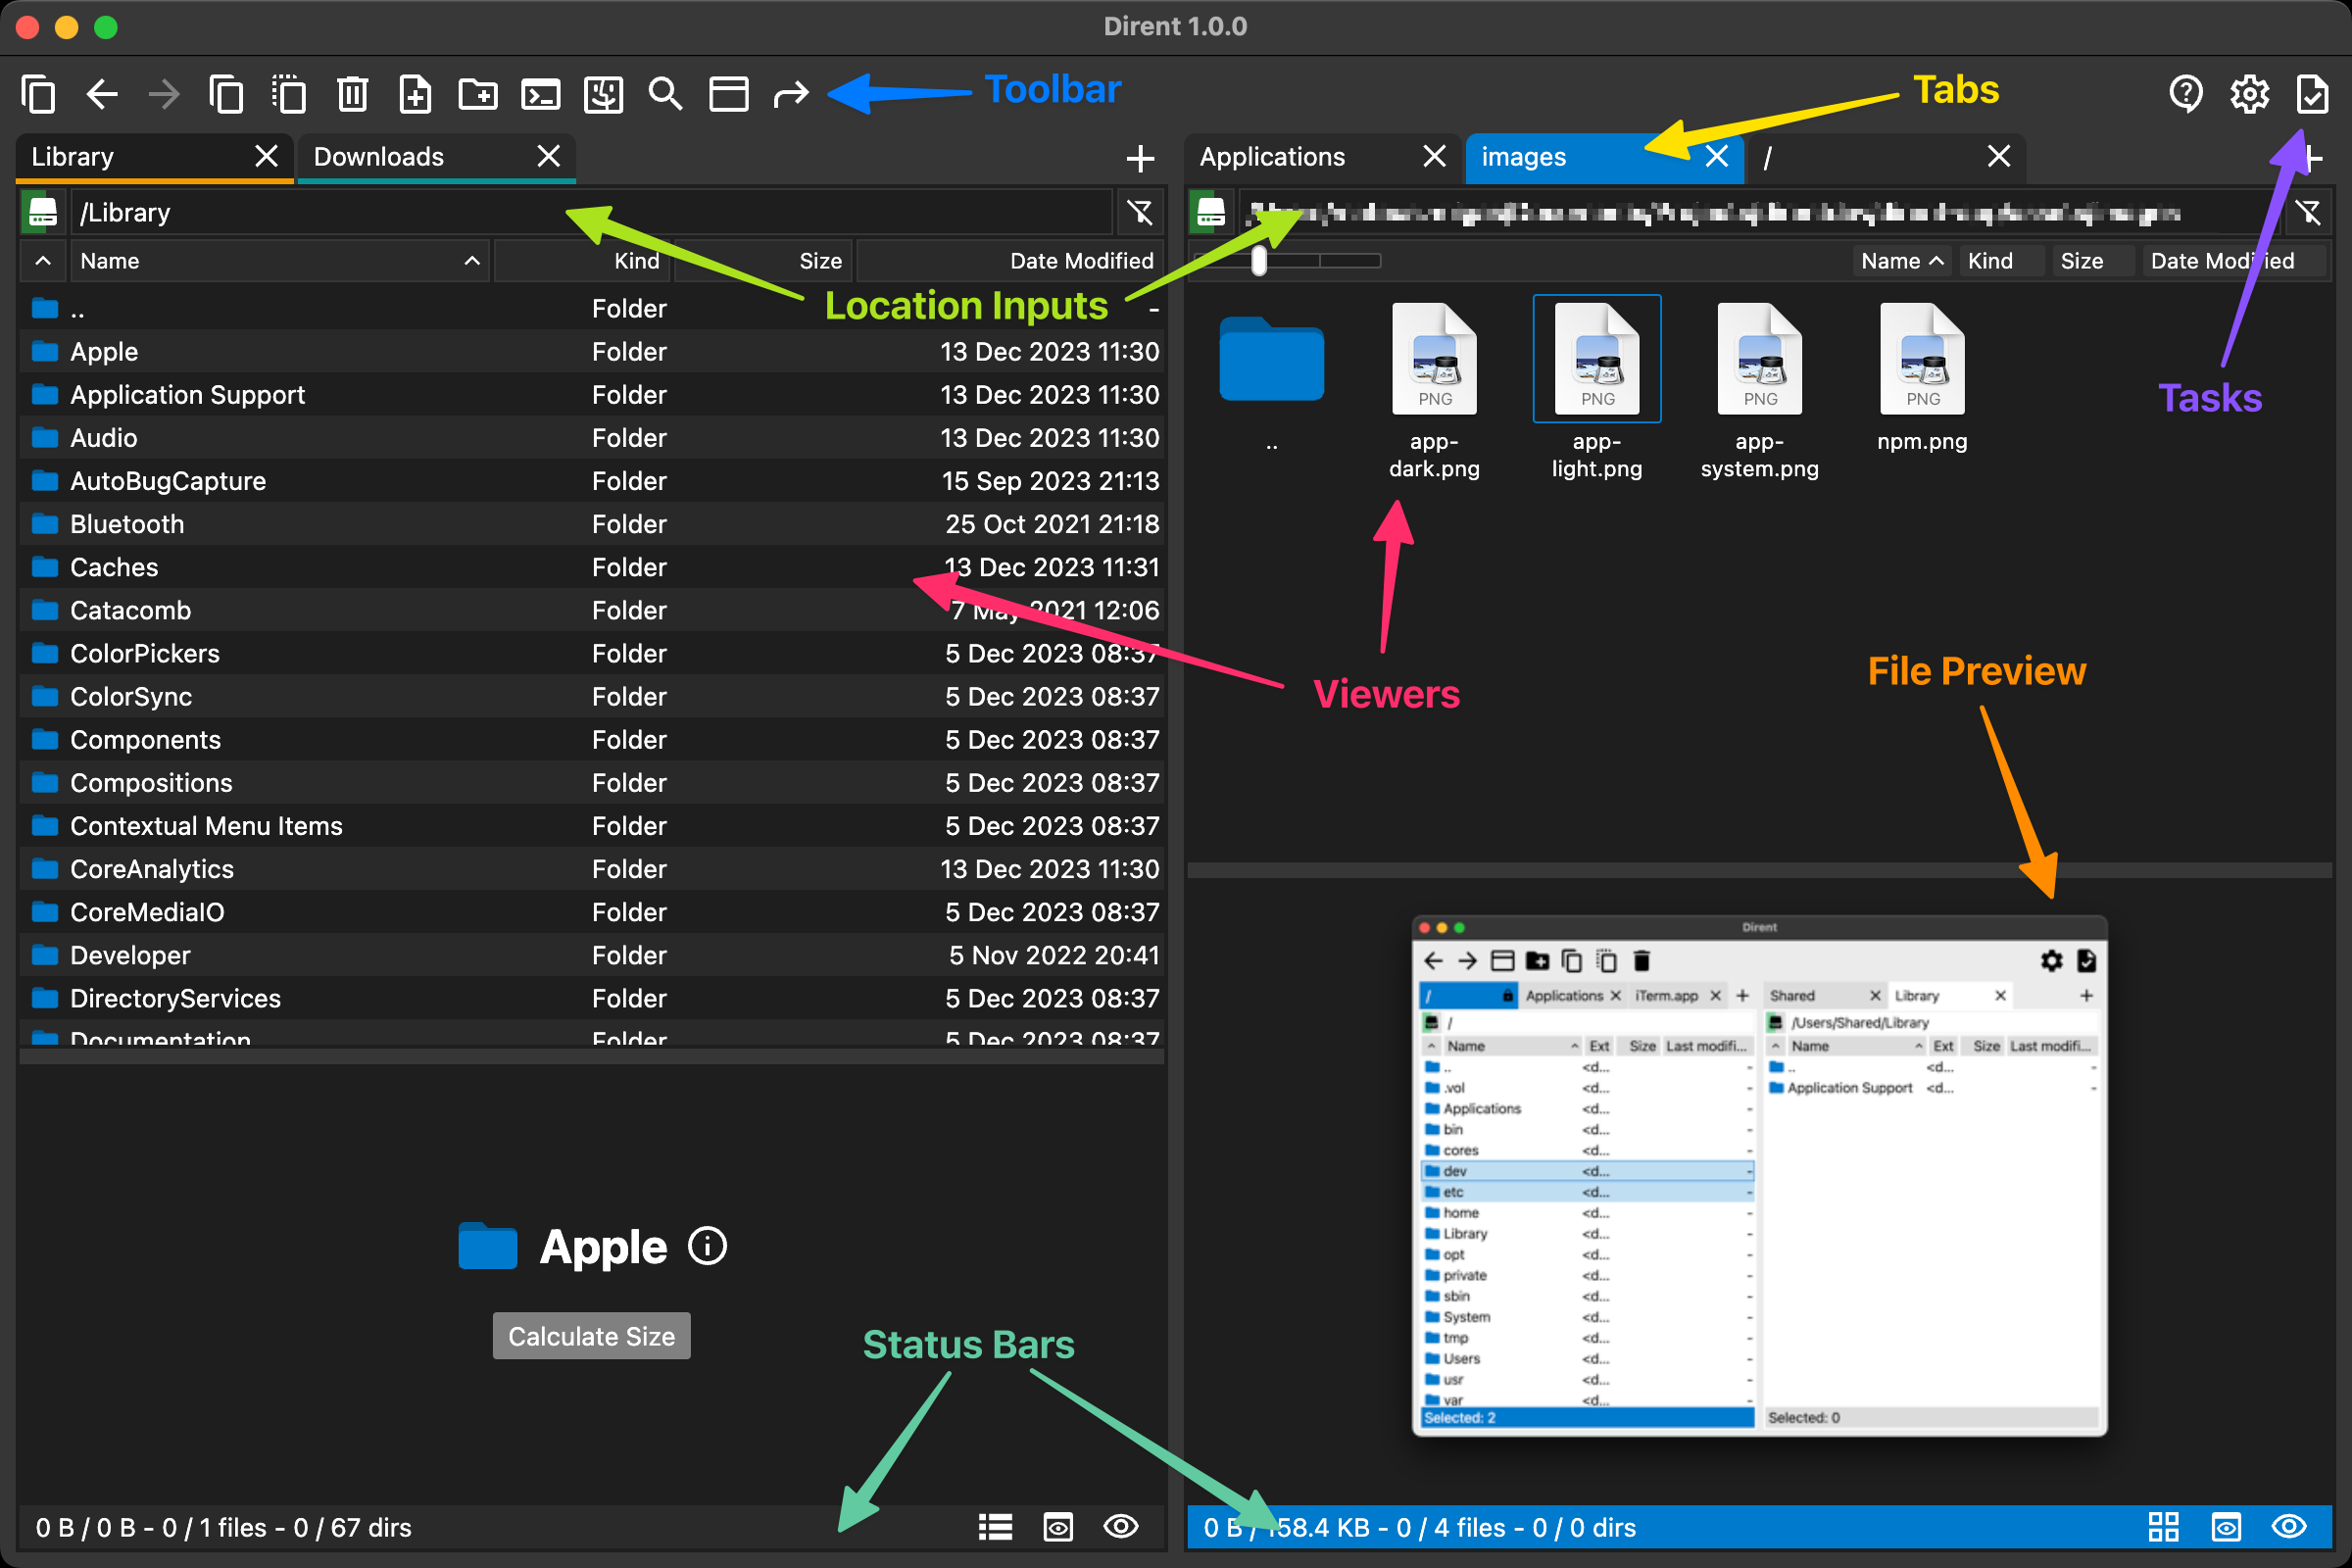 Dirent 1.0.0
Toolbar
Tabs
Library
Downloads
Applications
images
/
/Library
Name
Kind
Size
Date Modified
Name
Kind
Size
Date Modified
Location Inputs
.. Folder -
Apple Folder 13 Dec 2023 11:30
Application Support Folder 13 Dec 2023 11:30
Audio Folder 13 Dec 2023 11:30
AutoBugCapture Folder 15 Sep 2023 21:13
Bluetooth Folder 25 Oct 2021 21:18
Caches Folder 13 Dec 2023 11:31
Catacomb Folder 7 May 2021 12:06
ColorPickers Folder 5 Dec 2023 08:37
ColorSync Folder 5 Dec 2023 08:37
Components Folder 5 Dec 2023 08:37
Compositions Folder 5 Dec 2023 08:37
Contextual Menu Items Folder 5 Dec 2023 08:37
CoreAnalytics Folder 13 Dec 2023 11:30
CoreMediaIO Folder 5 Dec 2023 08:37
Developer Folder 5 Nov 2022 20:41
DirectoryServices Folder 5 Dec 2023 08:37
Documentation Folder 5 Dec 2023 08:37
Apple
Calculate Size
Status Bars
0 B / 0 B - 0 / 1 files - 0 / 67 dirs
PNG
PNG
PNG
PNG
..
app-
dark.png
app-
light.png
app-
system.png
npm.png
Tasks
Viewers
File Preview
Dirent
/
Applications
iTerm.app
Shared
Library
/
/Users/Shared/Library
Name Ext Size Last modifi...
Name Ext Size Last modifi...
.. <d... -
.vol <d... -
Applications <d... -
bin <d... -
cores <d... -
dev <d... -
etc <d... -
home <d... -
Library <d... -
opt <d... -
private <d... -
sbin <d... -
System <d... -
tmp <d... -
Users <d... -
usr <d... -
var <d... -
Selected: 2
.. <d... -
Application Support <d... -
Selected: 0
0 B / 158.4 KB - 0 / 4 files - 0 / 0 dirs